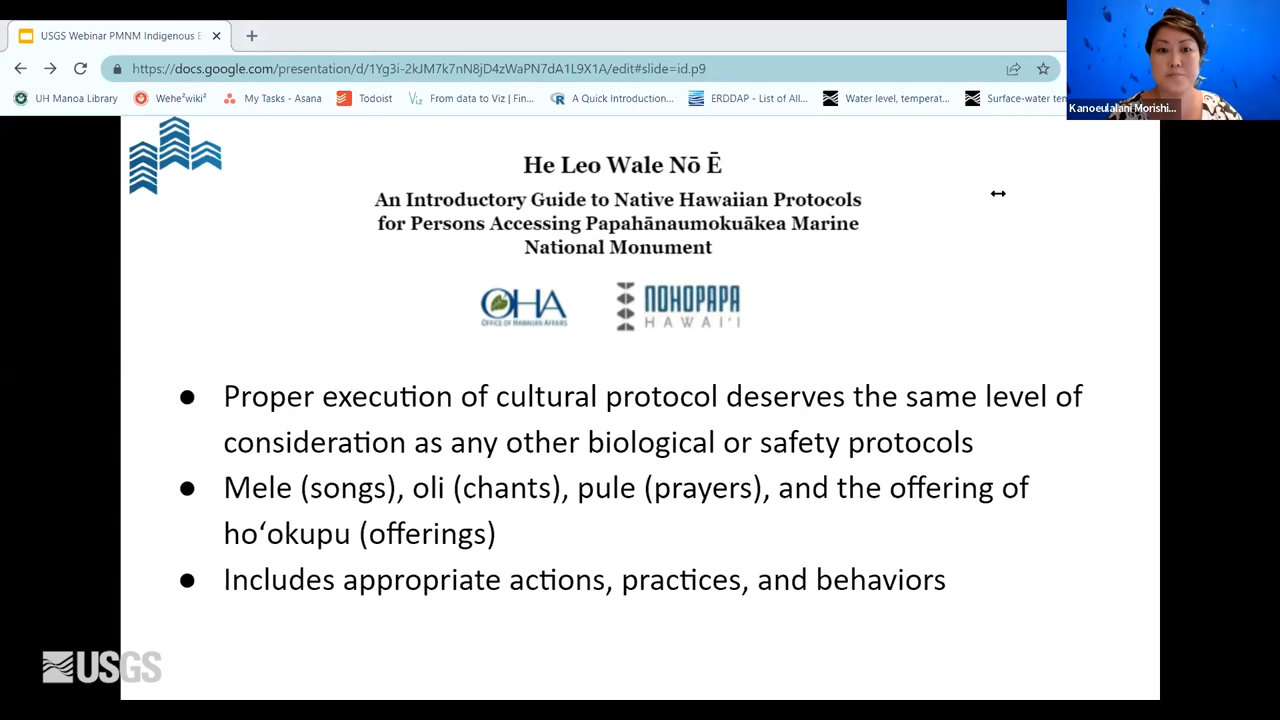 USGS Webinar PMNM Indigenous E
https://docs.google.com/presentation/d/1Yg3i-2kJM7k7nN8jD4zWaPN7dA1L9X1A/edit#slide=id.p9
UH Manoa Library
Wehe²wiki²
My Tasks - Asana
Todoist
From data to Viz | Fin...
A Quick Introduction...
ERDDAP - List of All...
Water level, temperat...
Surface-water ten
Kanoeulalani Morishi...
He Leo Wale Nō Ē
An Introductory Guide to Native Hawaiian Protocols
for Persons Accessing Papahānaumokuākea Marine
National Monument
OHA
OFFICE OF HAWAIIAN AFFAIRS
NOHOPAPA
HAWAI'I
● Proper execution of cultural protocol deserves the same level of
consideration as any other biological or safety protocols
● Mele (songs), oli (chants), pule (prayers), and the offering of
hoʻokupu (offerings)
● Includes appropriate actions, practices, and behaviors
USGS